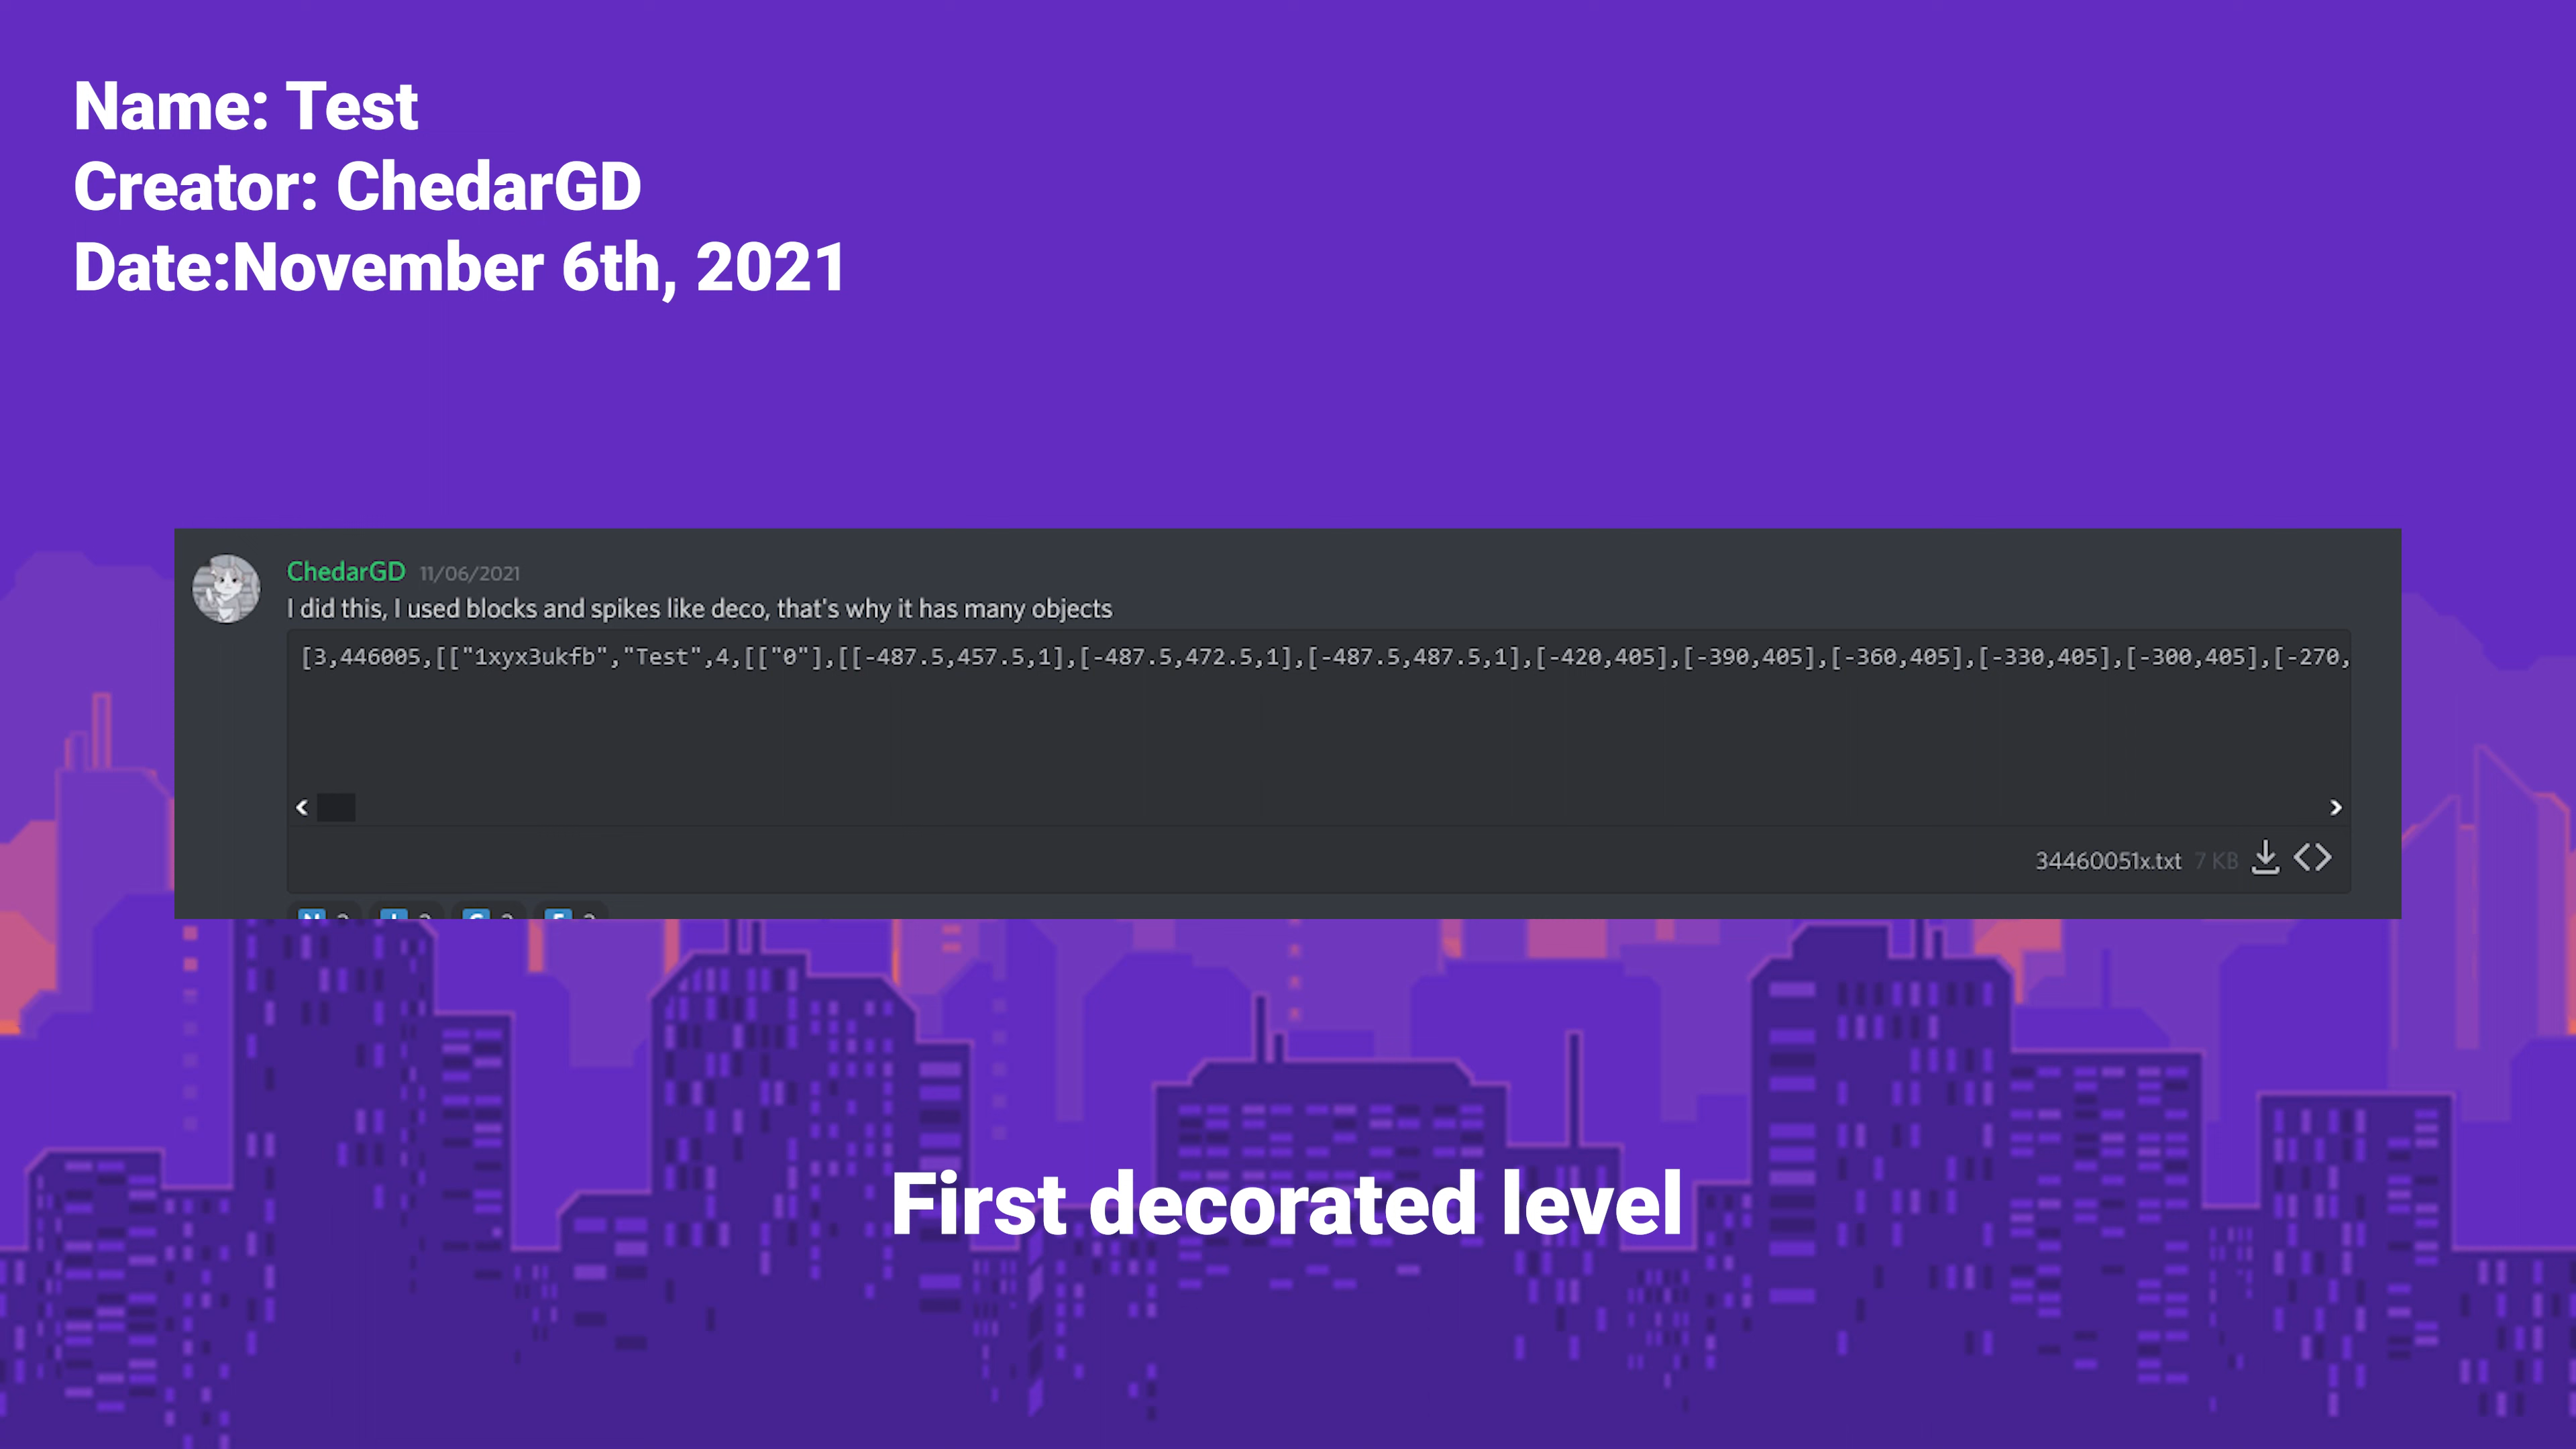 Name: Test
Creator: ChedarGD
Date:November 6th, 2021
ChedarGD 11/06/2021
I did this, I used blocks and spikes like deco, that's why it has many objects
[3,446005,[["1xyx3ukfb","Test",4,[["0"],[[-487.5,457.5,1],[-487.5,472.5,1],[-487.5,487.5,1],[-420,405],[-390,405],[-360,405],[-330,405],[-300,405],[-270,
34460051x.txt 7 KB
First decorated level